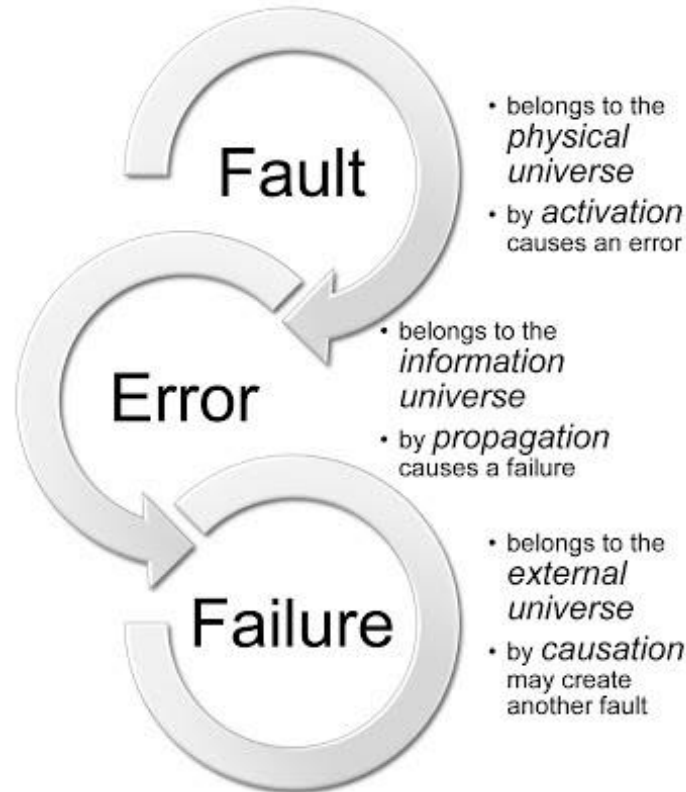 Fault
• belongs to the
physical
universe
• by activation
causes an error
Error
• belongs to the
information
universe
• by propagation
causes a failure
Failure
• belongs to the
external
universe
• by causation
may create
another fault